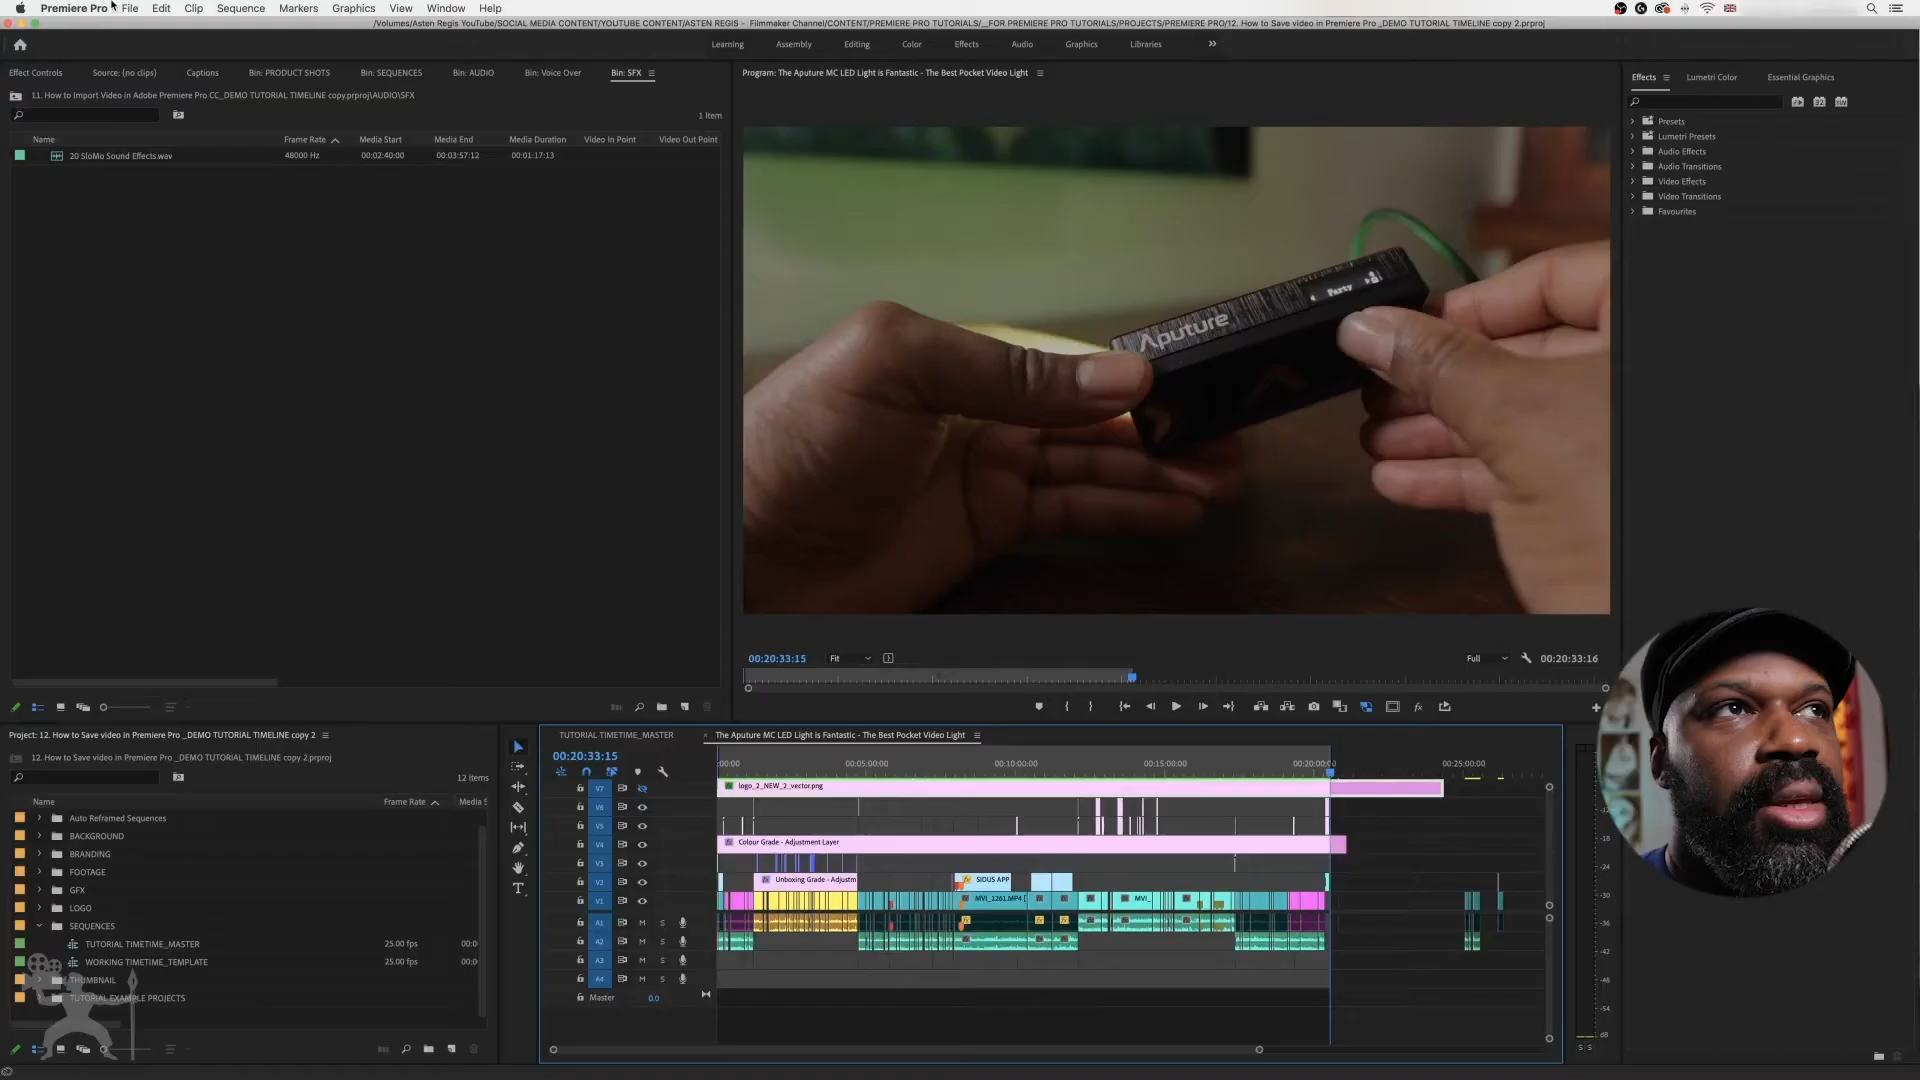 Premiere Pro File Edit Clip Sequence Markers Graphics View Window Help
/Volumes/Asten Regis YouTube/SOCIAL MEDIA CONTENT/YOUTUBE CONTENT/ASTEN REGIS - Filmmaker Channel/CONTENT/PREMIERE PRO TUTORIALS/__FOR PREMIERE PRO TUTORIALS/PROJECTS/PREMIERE PRO/12. How to Save video in Premiere Pro _DEMO TUTORIAL TIMELINE copy 2.prproj
Learning Assembly Editing Color Effects Audio Graphics Libraries
Effect Controls Source: (no clips) Captions Bin: PRODUCT SHOTS Bin: SEQUENCES Bin: AUDIO Bin: Voice Over Bin: SFX
Program: The Aputure MC LED Light is Fantastic - The Best Pocket Video Light
Effects Lumetri Color Essential Graphics
11. How to Import Video in Adobe Premiere Pro CC_DEMO TUTORIAL TIMELINE copy.prproj\AUDIO\SFX
1 Item
Name Frame Rate Media Start Media End Media Duration Video In Point Video Out Point
20 SloMo Sound Effects.wav 48000 Hz 00:02:40:00 00:03:57:12 00:01:17:13
Presets
Lumetri Presets
Audio Effects
Audio Transitions
Video Effects
Video Transitions
Favourites
Party
Aputure
00:20:33:15 Fit Full 00:20:33:16
Project: 12. How to Save video in Premiere Pro _DEMO TUTORIAL TIMELINE copy 2
12. How to Save video in Premiere Pro _DEMO TUTORIAL TIMELINE copy 2.prproj
12 Items
Name Frame Rate Media S
Auto Reframed Sequences
BACKGROUND
BRANDING
FOOTAGE
GFX
LOGO
SEQUENCES
TUTORIAL TIMETIME_MASTER 25.00 fps 00:0
WORKING TIMETIME_TEMPLATE 25.00 fps 00:0
THUMBNAIL
TUTORIAL EXAMPLE PROJECTS
TUTORIAL TIMETIME_MASTER The Aputure MC LED Light is Fantastic - The Best Pocket Video Light
00:20:33:15
:00:00 00:05:00:00 00:10:00:00 00:15:00:00 00:20:00:00 00:25:00:00
V7 logo_2_NEW_2_vector.png
V6
V5
V4 Colour Grade - Adjustment Layer
V3
V2 Unboxing Grade - Adjustm SIDUS APP
V1 MVI_1261.MP4 [ MVI_
A1 M S
A2 M S
A3 M S
A4 M S
Master 0.0
-12
-18
-24
-30
-36
-42
-48
-54
dB
S S